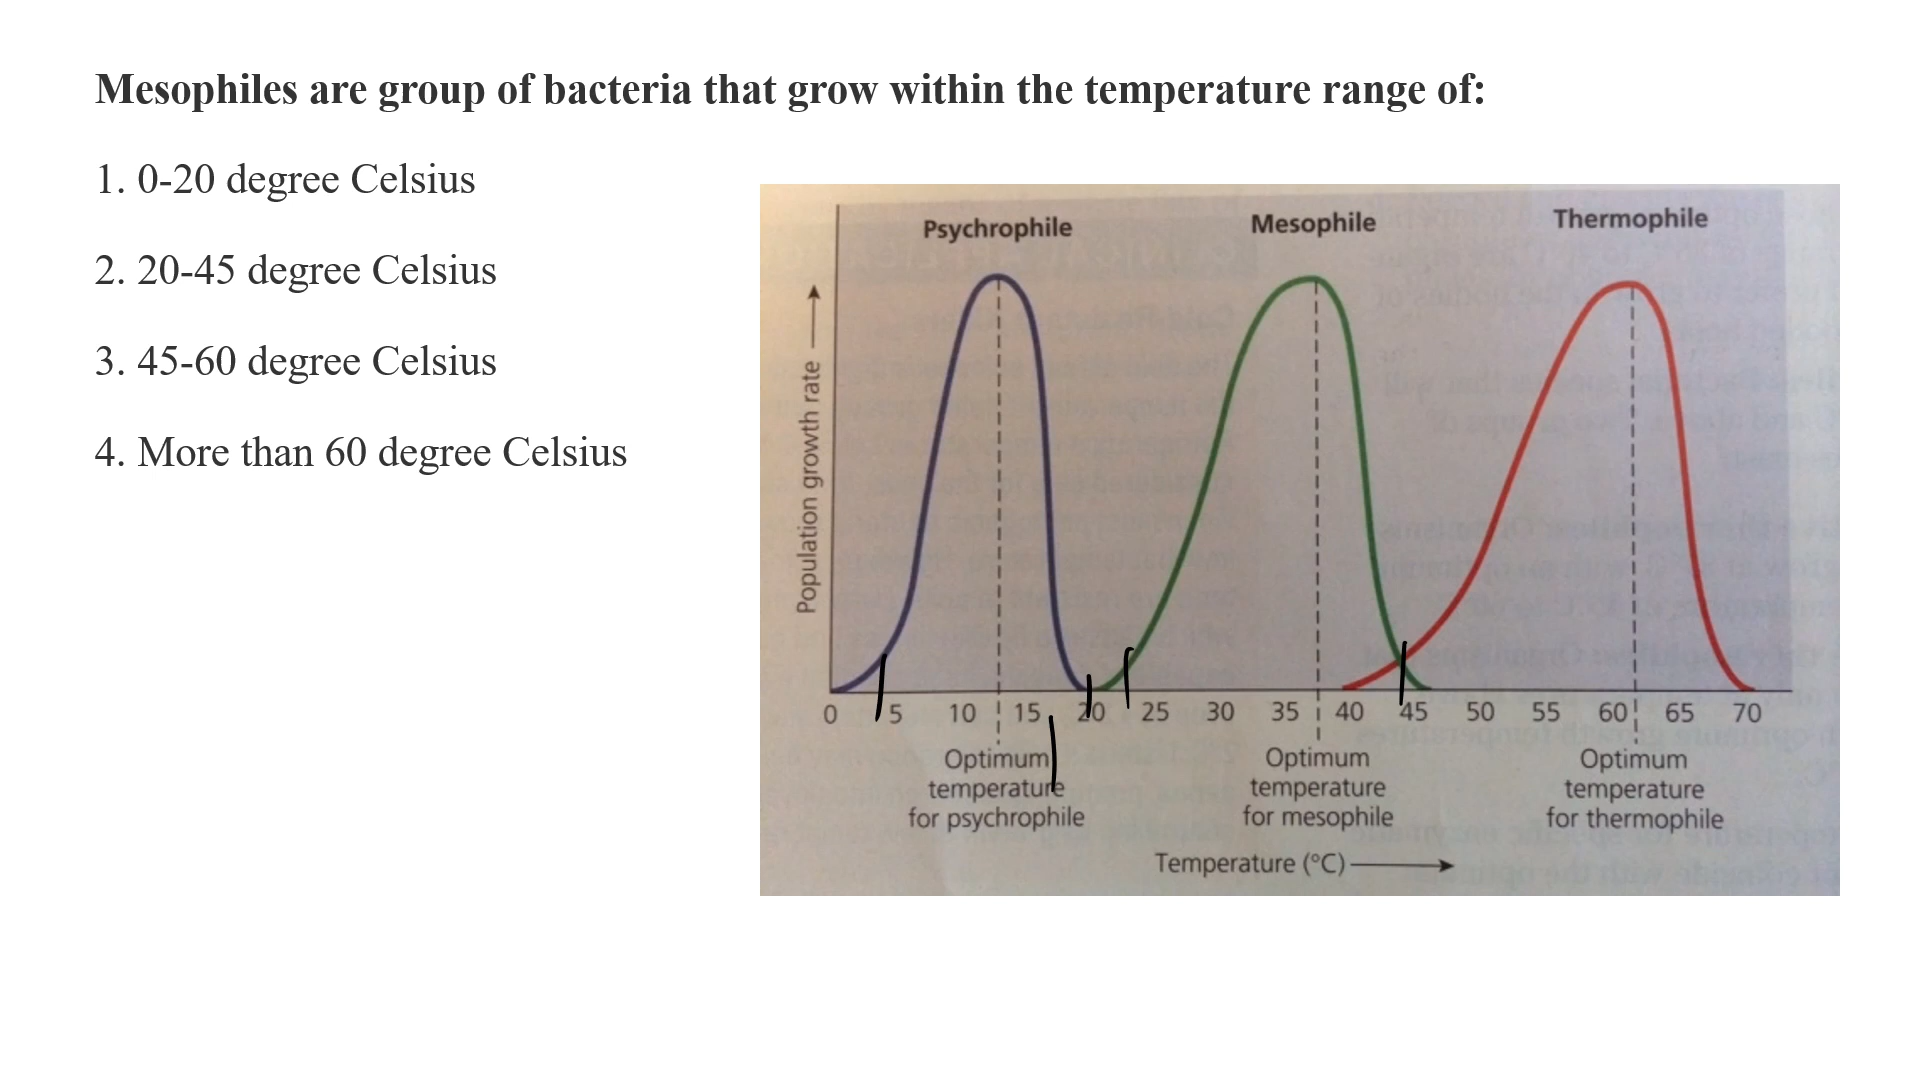 Mesophiles are group of bacteria that grow within the temperature range of:
1. 0-20 degree Celsius
2. 20-45 degree Celsius
3. 45-60 degree Celsius
4. More than 60 degree Celsius
Psychrophile Mesophile Thermophile
Population growth rate
0 5 10 15 20 25 30 35 40 45 50 55 60 65 70
Optimum temperature for psychrophile
Optimum temperature for mesophile
Optimum temperature for thermophile
Temperature (°C)